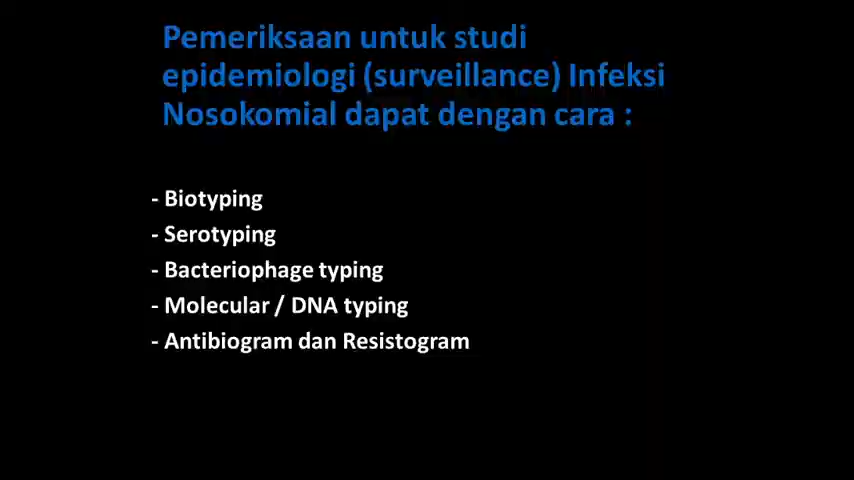 Pemeriksaan untuk studi
epidemiologi (surveillance) Infeksi
Nosokomial dapat dengan cara :
- Biotyping
- Serotyping
- Bacteriophage typing
- Molecular / DNA typing
- Antibiogram dan Resistogram